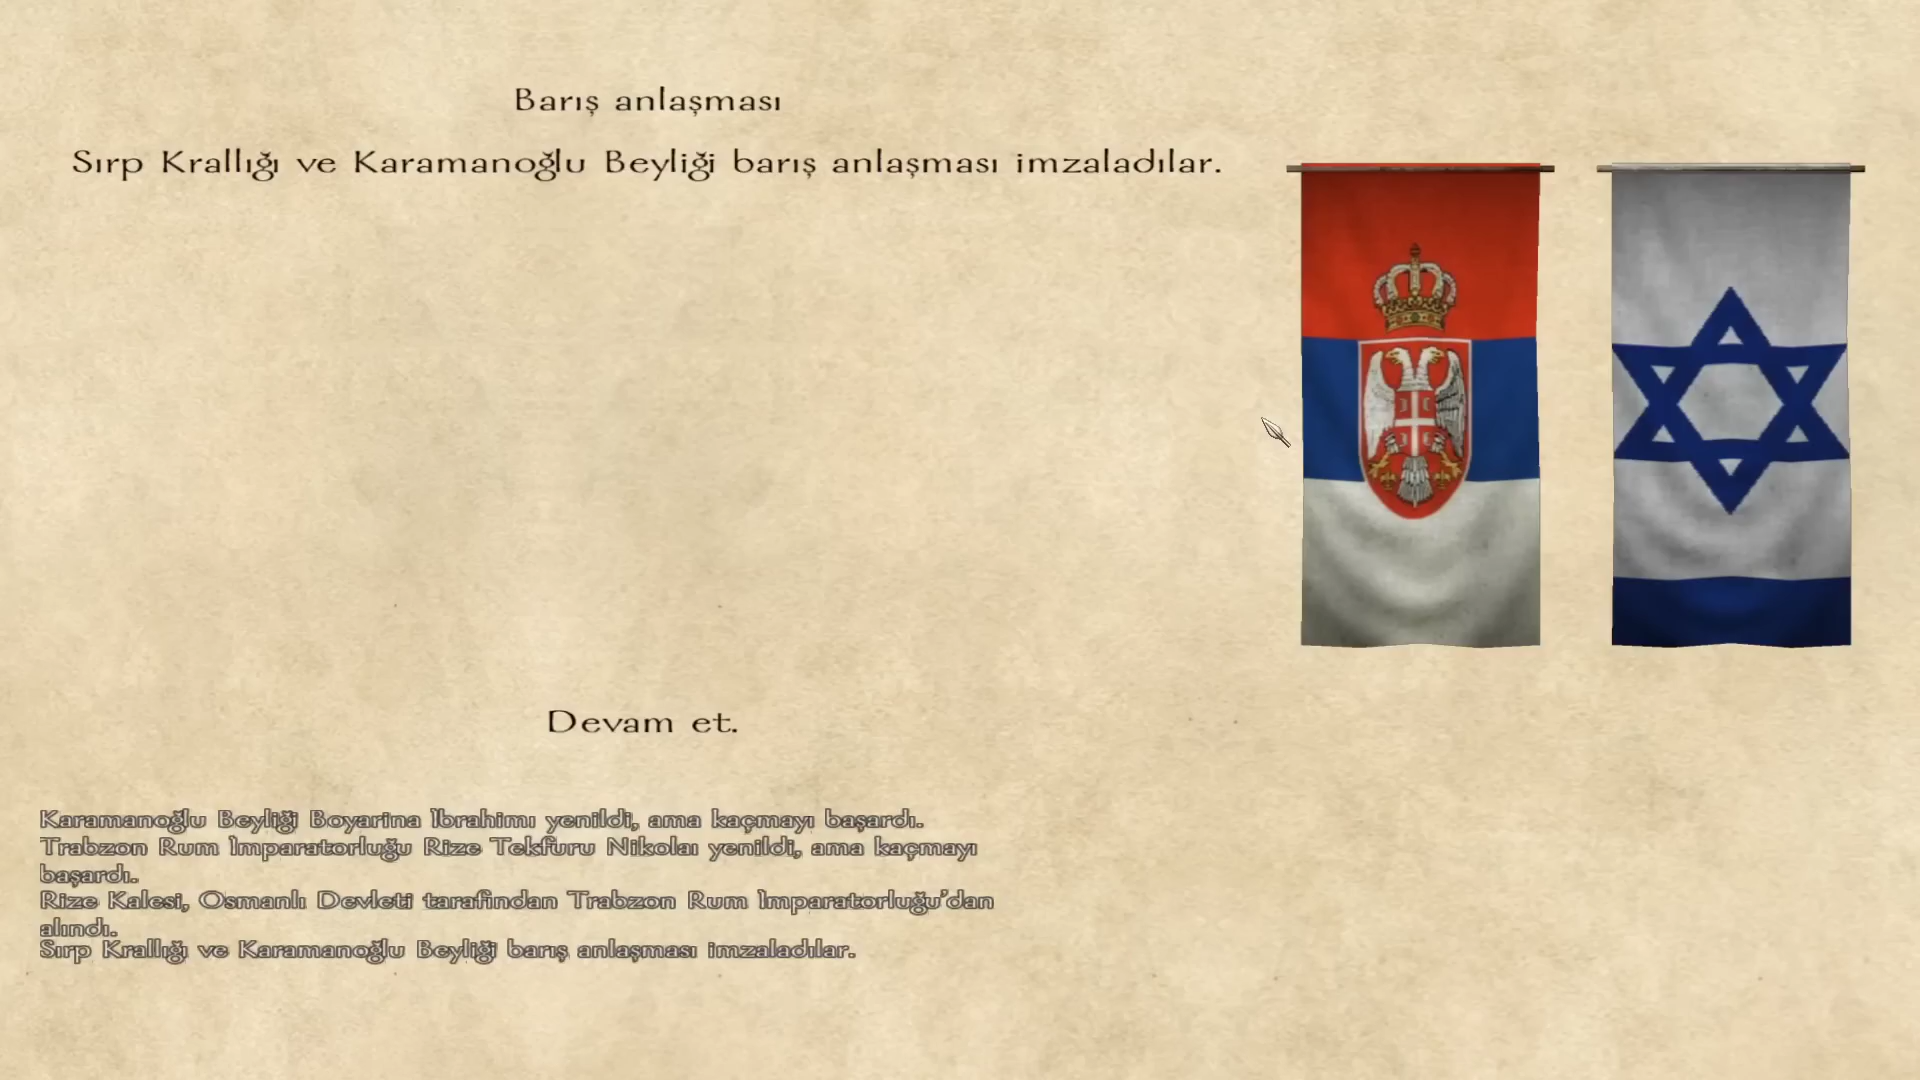 Barış anlaşması
Sırp Krallığı ve Karamanoğlu Beyliği barış anlaşması imzaladılar.
Devam et.
Karamanoğlu Beyliği Boyarina İbrahimı yenildi, ama kaçmayı başardı.
Trabzon Rum İmparatorluğu Rize Tekfuru Nikolaı yenildi, ama kaçmayı
başardı.
Rize Kalesi, Osmanlı Devleti tarafından Trabzon Rum İmparatorluğu'dan
alındı.
Sırp Krallığı ve Karamanoğlu Beyliği barış anlaşması imzaladılar.